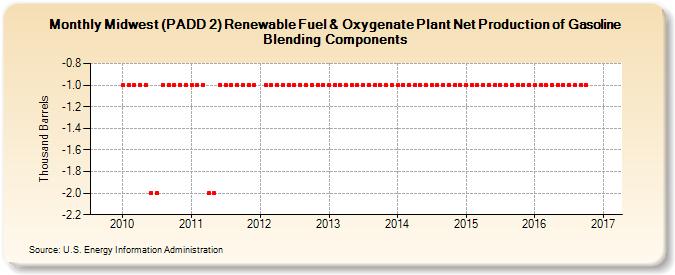 Monthly Midwest (PADD 2) Renewable Fuel & Oxygenate Plant Net Production of Gasoline
Blending Components
Thousand Barrels
-0.8
-1.0
-1.2
-1.4
-1.6
-1.8
-2.0
-2.2
2010 2011 2012 2013 2014 2015 2016 2017
Source: U.S. Energy Information Administration